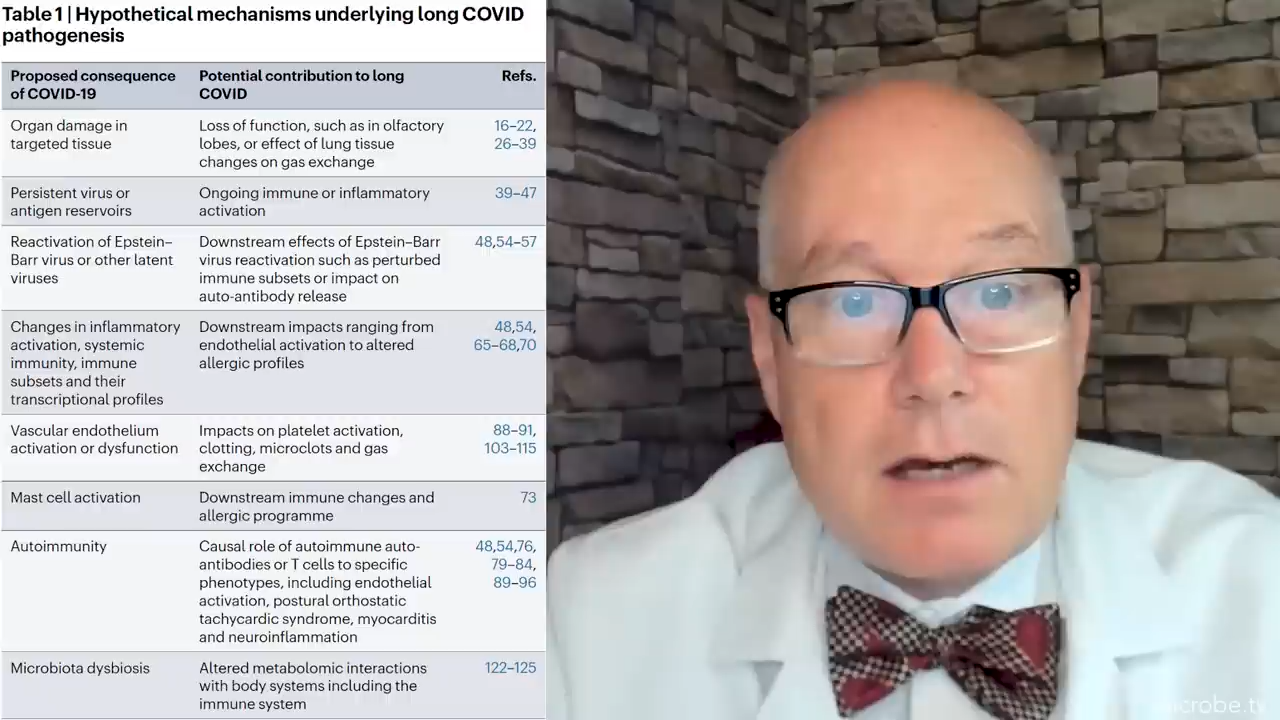 Table 1 | Hypothetical mechanisms underlying long COVID
pathogenesis
Proposed consequence
of COVID-19
Potential contribution to long
COVID
Refs.
Organ damage in
targeted tissue
Loss of function, such as in olfactory
lobes, or effect of lung tissue
changes on gas exchange
16–22,
26–39
Persistent virus or
antigen reservoirs
Ongoing immune or inflammatory
activation
39–47
Reactivation of Epstein–
Barr virus or other latent
viruses
Downstream effects of Epstein–Barr
virus reactivation such as perturbed
immune subsets or impact on
auto-antibody release
48,54–57
Changes in inflammatory
activation, systemic
immunity, immune
subsets and their
transcriptional profiles
Downstream impacts ranging from
endothelial activation to altered
allergic profiles
48,54,
65–68,70
Vascular endothelium
activation or dysfunction
Impacts on platelet activation,
clotting, microclots and gas
exchange
88–91,
103–115
Mast cell activation
Downstream immune changes and
allergic programme
73
Autoimmunity
Causal role of autoimmune auto-
antibodies or T cells to specific
phenotypes, including endothelial
activation, postural orthostatic
tachycardic syndrome, myocarditis
and neuroinflammation
48,54,76,
79–84,
89–96
Microbiota dysbiosis
Altered metabolomic interactions
with body systems including the
immune system
122–125
microbe.tv